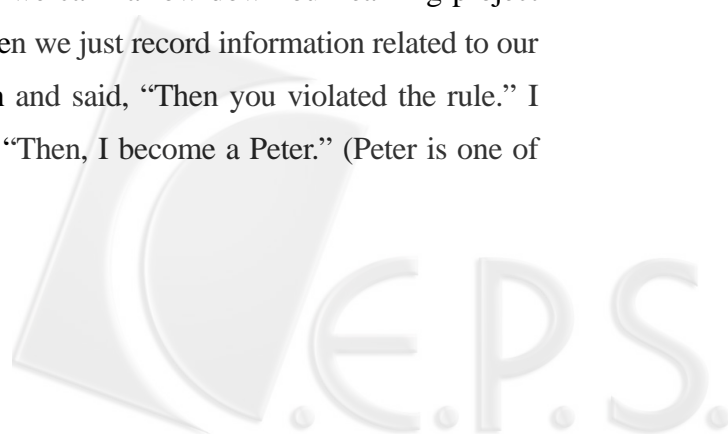 en we just record information related to our
and said, “Then you violated the rule.” I
“Then, I become a Peter.” (Peter is one of
C.E.P.S.